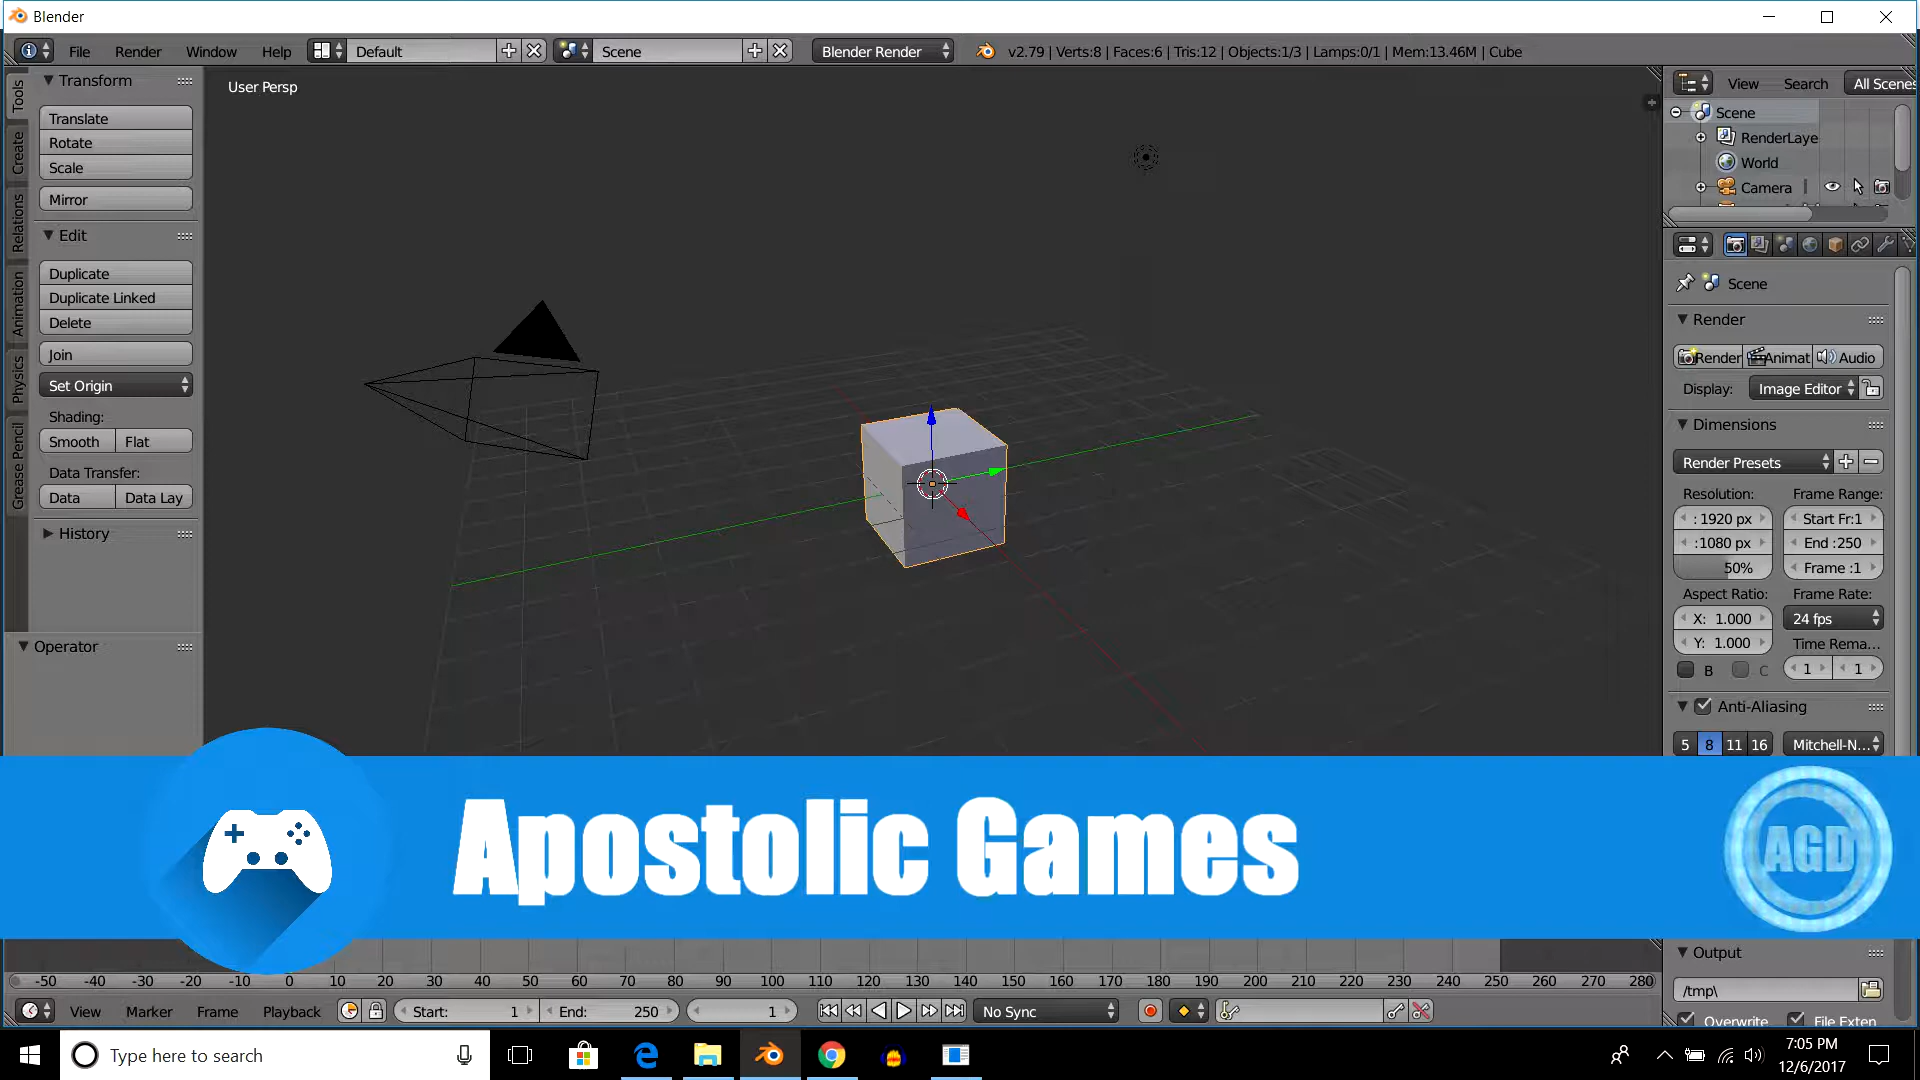 Blender
File Render Window Help Default Scene Blender Render v2.79 | Verts:8 | Faces:6 | Tris:12 | Objects:1/3 | Lamps:0/1 | Mem:13.46M | Cube
Tools
Create
Relations
Animation
Physics
Grease Pencil
Transform
Translate
Rotate
Scale
Mirror
Edit
Duplicate
Duplicate Linked
Delete
Join
Set Origin
Shading:
Smooth Flat
Data Transfer:
Data Data Lay
History
Operator
User Persp
View Search All Scenes
Scene
RenderLaye
World
Camera
Scene
Render
Render Animat Audio
Display: Image Editor
Dimensions
Render Presets
Resolution: Frame Range:
: 1920 px Start Fr:1
:1080 px End :250
50% Frame :1
Aspect Ratio: Frame Rate:
X: 1.000 24 fps
Y: 1.000 Time Rema...
B C 1 1
Anti-Aliasing
5 8 11 16 Mitchell-N...
Apostolic Games
AGD
Output
/tmp\
Overwrite File Exten
-50 -40 -30 -20 -10 0 10 20 30 40 50 60 70 80 90 100 110 120 130 140 150 160 170 180 190 200 210 220 230 240 250 260 270 280
View Marker Frame Playback Start: 1 End: 250 1 No Sync
Type here to search
7:05 PM
12/6/2017